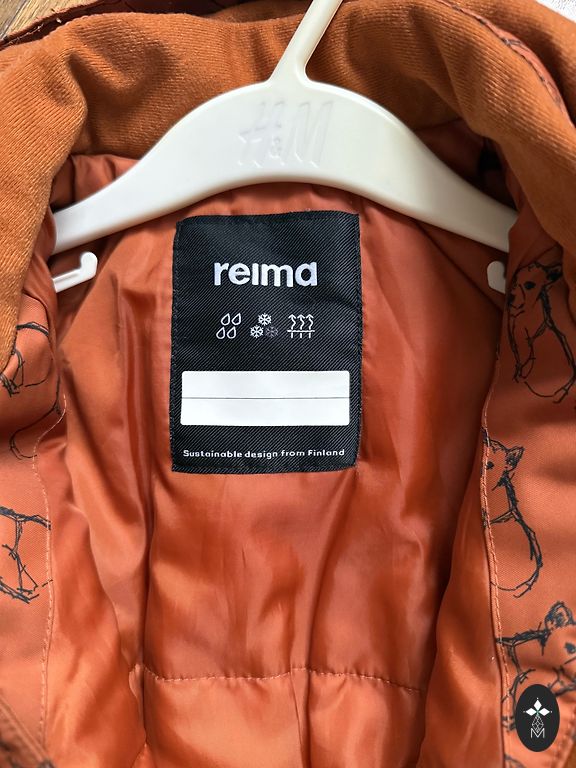 H&M
reima
Sustainable design from Finland